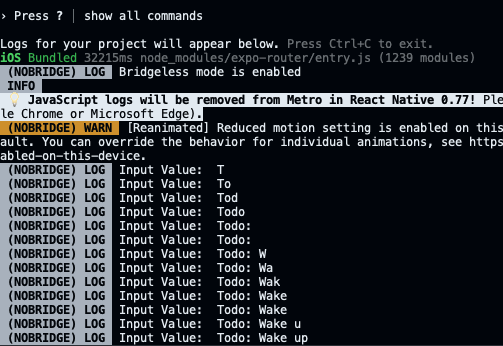 › Press ? │ show all commands
Logs for your project will appear below. Press Ctrl+C to exit.
iOS Bundled 32215ms node_modules/expo-router/entry.js (1239 modules)
(NOBRIDGE) LOG Bridgeless mode is enabled
INFO
💡 JavaScript logs will be removed from Metro in React Native 0.77! Ple
le Chrome or Microsoft Edge).
(NOBRIDGE) WARN [Reanimated] Reduced motion setting is enabled on this
ault. You can override the behavior for individual animations, see https
abled-on-this-device.
(NOBRIDGE) LOG Input Value: T
(NOBRIDGE) LOG Input Value: To
(NOBRIDGE) LOG Input Value: Tod
(NOBRIDGE) LOG Input Value: Todo
(NOBRIDGE) LOG Input Value: Todo:
(NOBRIDGE) LOG Input Value: Todo:
(NOBRIDGE) LOG Input Value: Todo: W
(NOBRIDGE) LOG Input Value: Todo: Wa
(NOBRIDGE) LOG Input Value: Todo: Wak
(NOBRIDGE) LOG Input Value: Todo: Wake
(NOBRIDGE) LOG Input Value: Todo: Wake
(NOBRIDGE) LOG Input Value: Todo: Wake u
(NOBRIDGE) LOG Input Value: Todo: Wake up